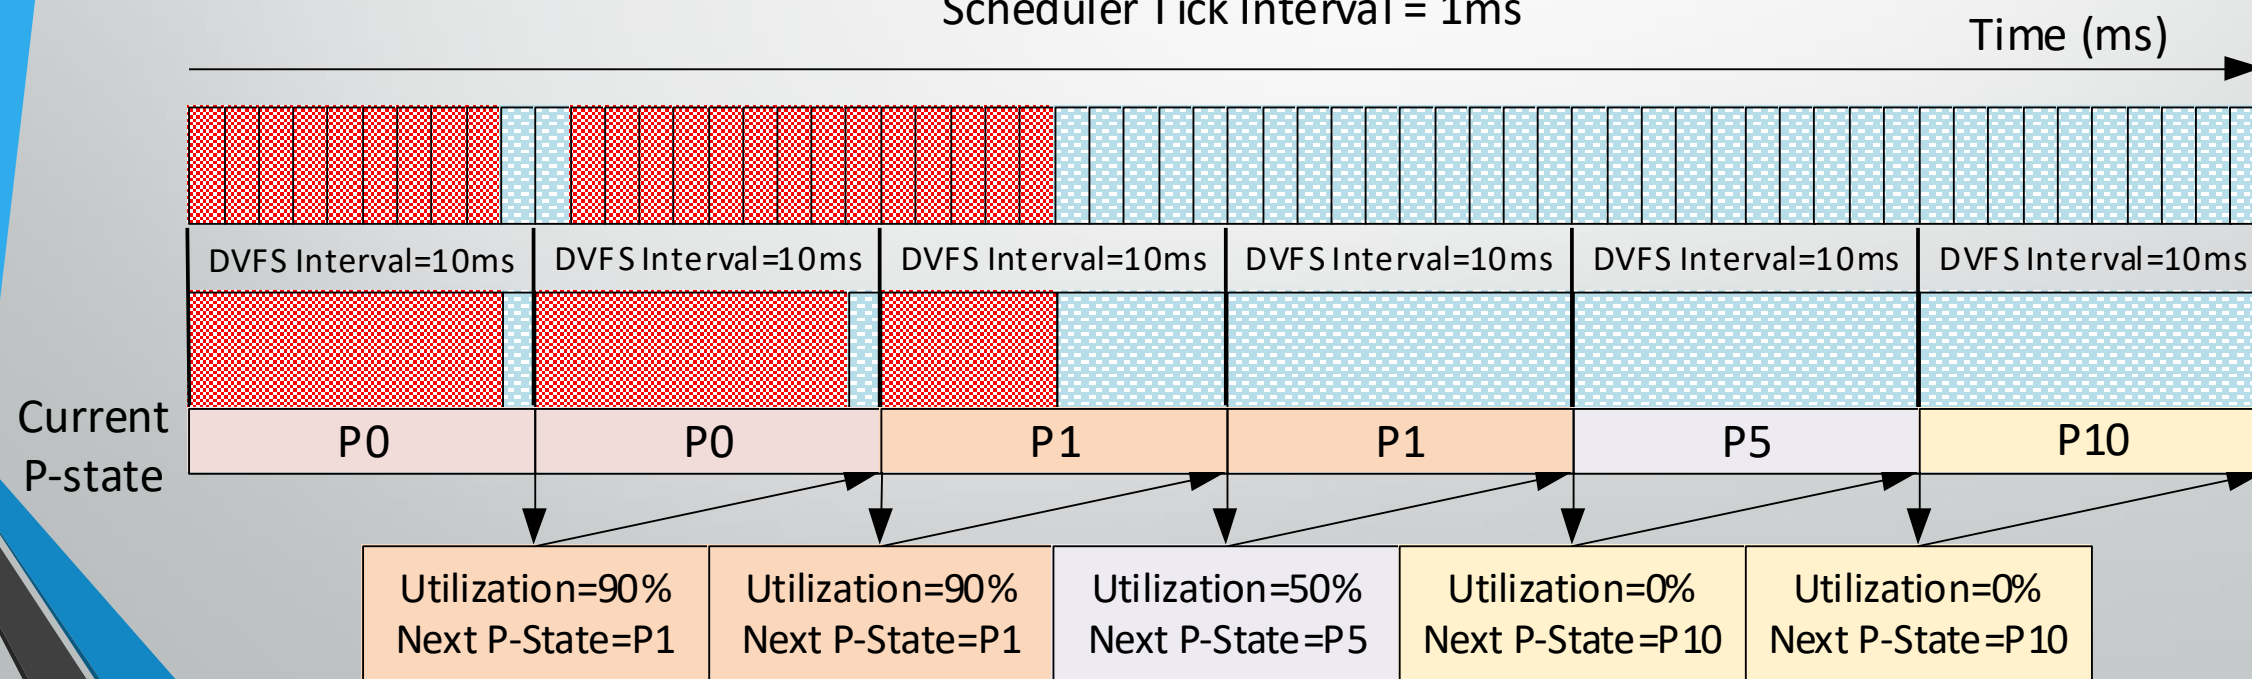 Scheduler Tick Interval = 1ms
Time (ms)
DVFS Interval=10ms
DVFS Interval=10ms
DVFS Interval=10ms
DVFS Interval=10ms
DVFS Interval=10ms
DVFS Interval=10ms
Current
P-state
P0
P0
P1
P1
P5
P10
Utilization=90%
Next P-State=P1
Utilization=90%
Next P-State=P1
Utilization=50%
Next P-State=P5
Utilization=0%
Next P-State=P10
Utilization=0%
Next P-State=P10